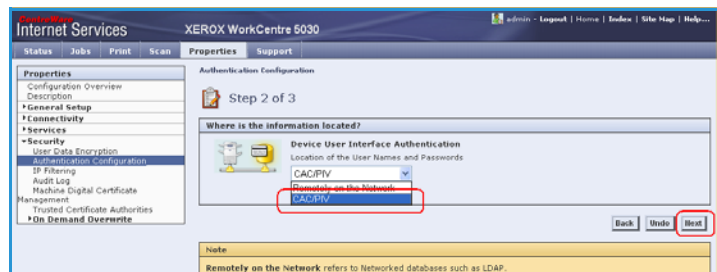 CentreWare
Internet Services
XEROX WorkCentre 5030
admin - Logout | Home | Index | Site Map | Help...
Status Jobs Print Scan Properties Support
Properties
Configuration Overview
Description
General Setup
Connectivity
Services
Security
User Data Encryption
Authentication Configuration
IP Filtering
Audit Log
Machine Digital Certificate
Management
Trusted Certificate Authorities
On Demand Overwrite
Authentication Configuration
Step 2 of 3
Where is the information located?
Device User Interface Authentication
Location of the User Names and Passwords
CAC/PIV
Remotely on the Network
CAC/PIV
Back Undo Next
Note
Remotely on the Network refers to Networked databases such as LDAP.